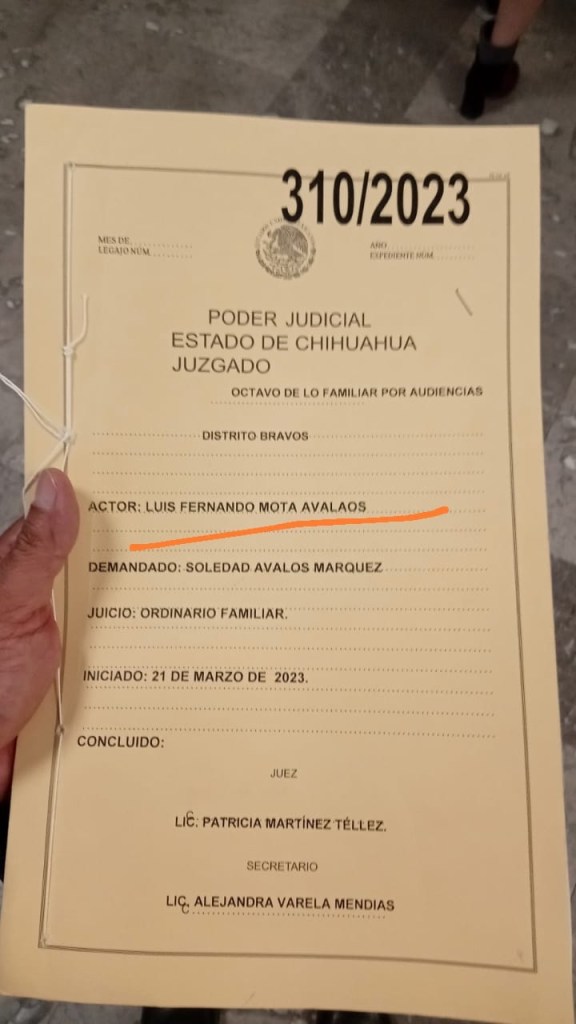 310/2023
MES DE
LEGAJO NÚM.
AÑO
EXPEDIENTE NÚM.
PODER JUDICIAL
ESTADO DE CHIHUAHUA
JUZGADO
OCTAVO DE LO FAMILIAR POR AUDIENCIAS
DISTRITO BRAVOS
ACTOR: LUIS FERNANDO MOTA AVALAOS
DEMANDADO: SOLEDAD AVALOS MARQUEZ
JUICIO: ORDINARIO FAMILIAR.
INICIADO: 21 DE MARZO DE 2023.
CONCLUIDO:
JUEZ
LIC. PATRICIA MARTÍNEZ TÉLLEZ.
SECRETARIO
LIC. ALEJANDRA VARELA MENDIAS